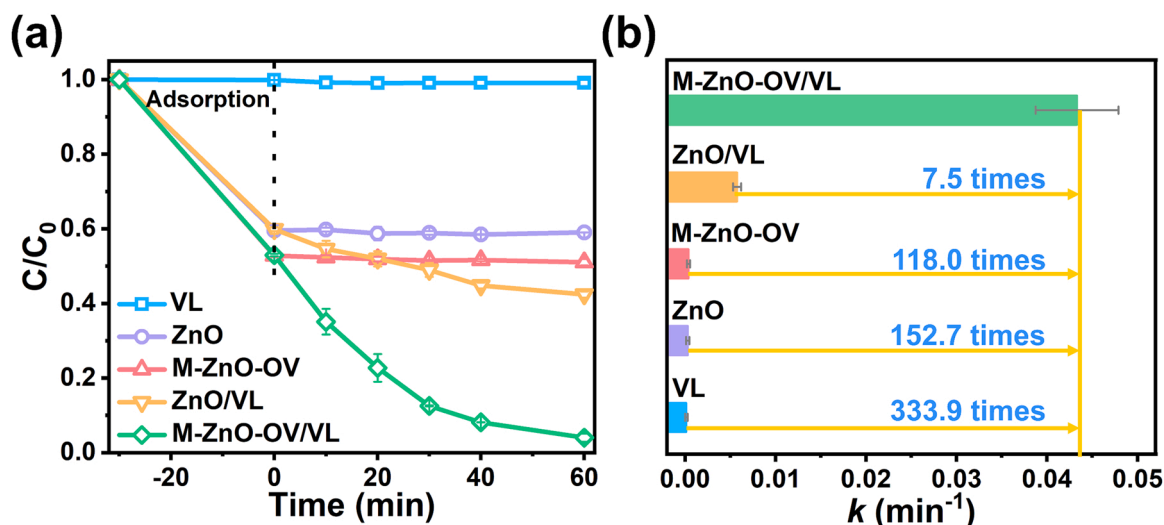 (a)
C/C0
1.0
0.8
0.6
0.4
0.2
0.0
Adsorption
VL
ZnO
M-ZnO-OV
ZnO/VL
M-ZnO-OV/VL
-20
0
20
40
60
Time (min)
(b)
M-ZnO-OV/VL
ZnO/VL
7.5 times
M-ZnO-OV
118.0 times
ZnO
152.7 times
VL
333.9 times
0.00
0.01
0.02
0.03
0.04
0.05
k (min-1)